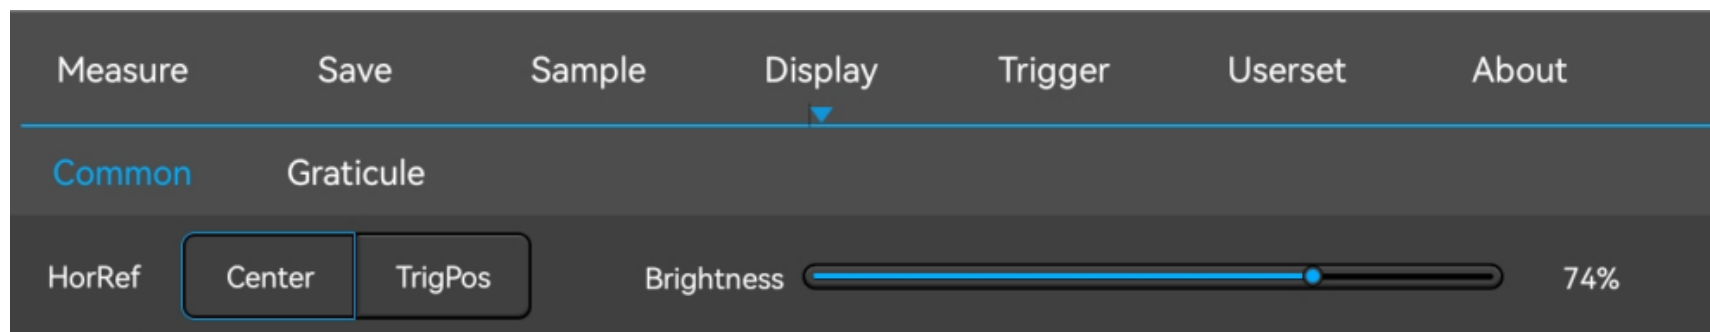 Measure Save Sample Display Trigger Userset About
Common Graticule
HorRef Center TrigPos Brightness 74%